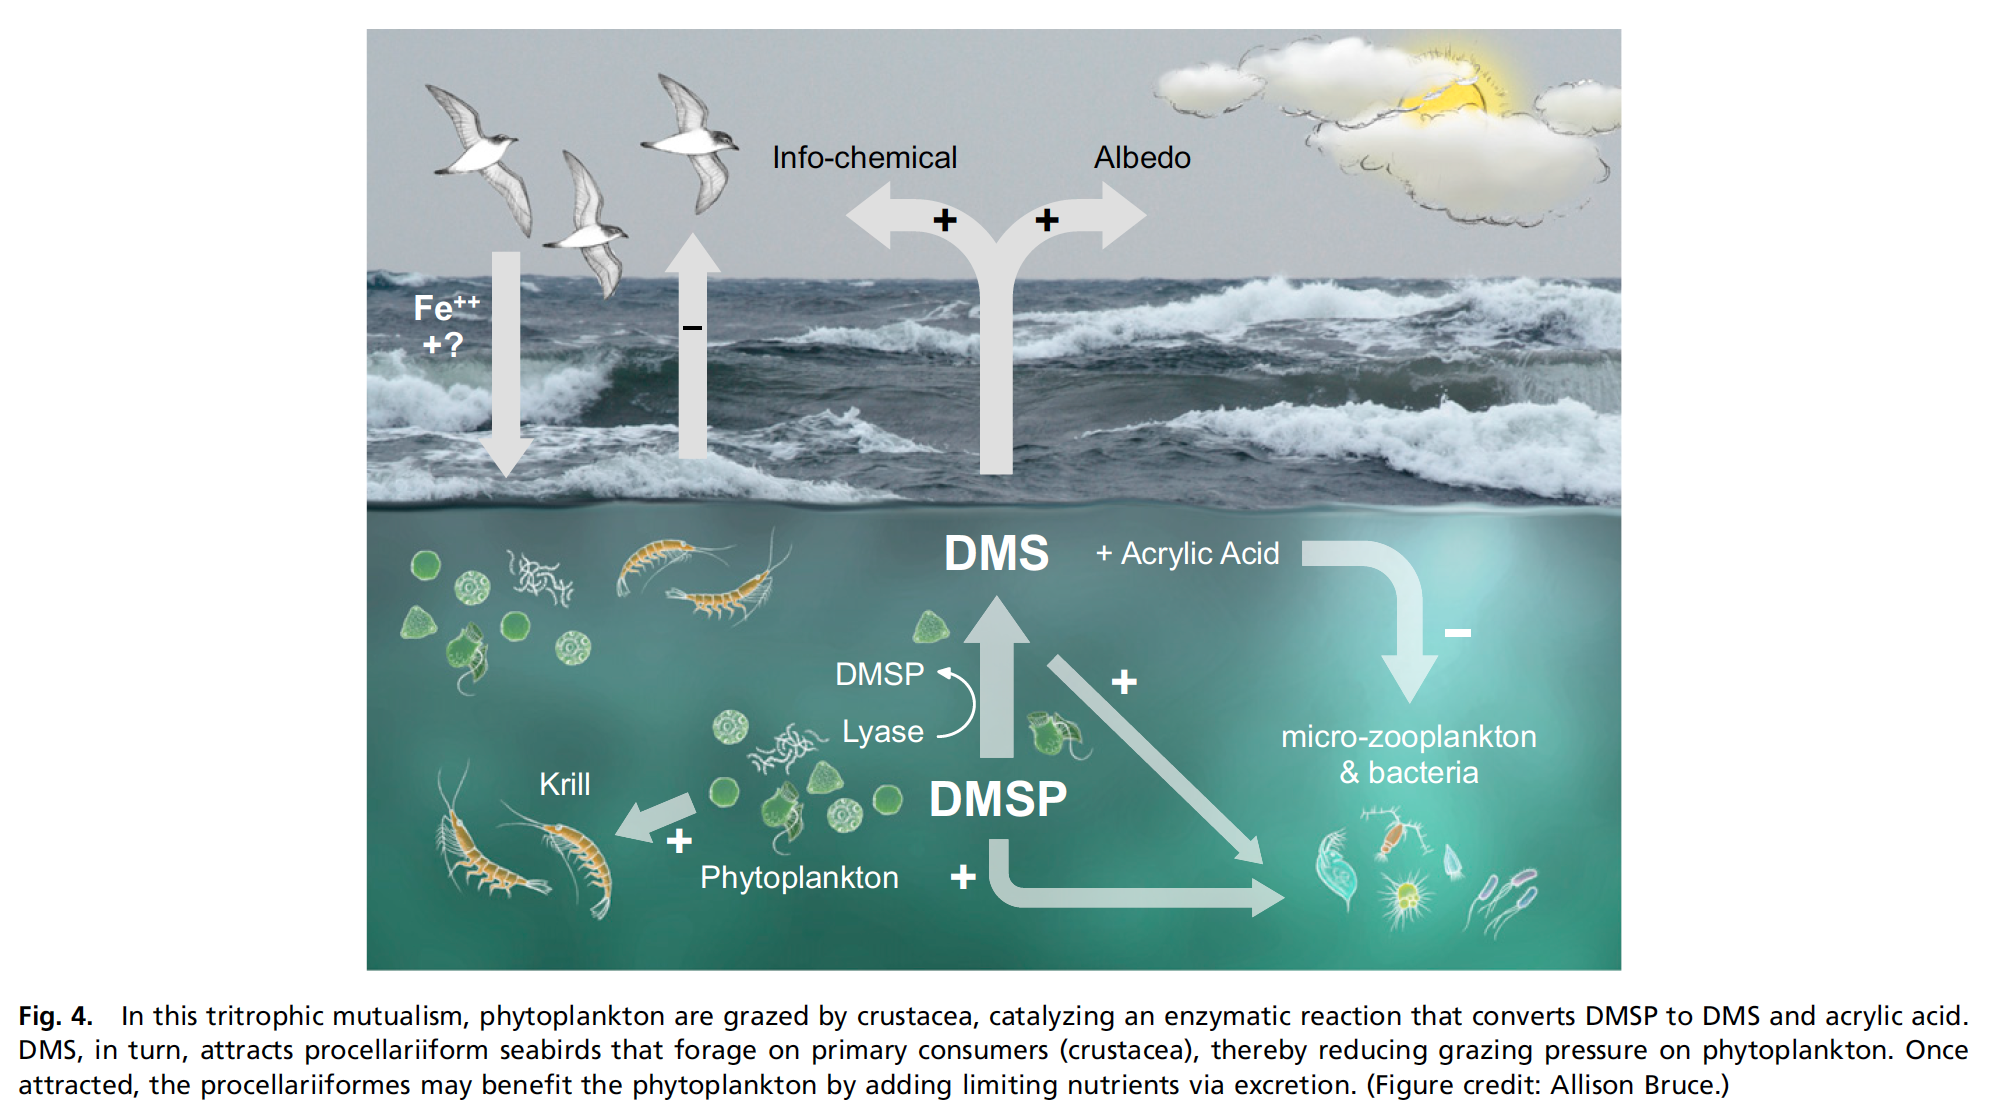 Info-chemical
Albedo
+
+
Fe++
+?
–
DMS
+ Acrylic Acid
–
DMSP
Lyase
+
micro-zooplankton
& bacteria
Krill
DMSP
+
Phytoplankton
+
Fig. 4. In this tritrophic mutualism, phytoplankton are grazed by crustacea, catalyzing an enzymatic reaction that converts DMSP to DMS and acrylic acid.
DMS, in turn, attracts procellariiform seabirds that forage on primary consumers (crustacea), thereby reducing grazing pressure on phytoplankton. Once
attracted, the procellariiformes may benefit the phytoplankton by adding limiting nutrients via excretion. (Figure credit: Allison Bruce.)